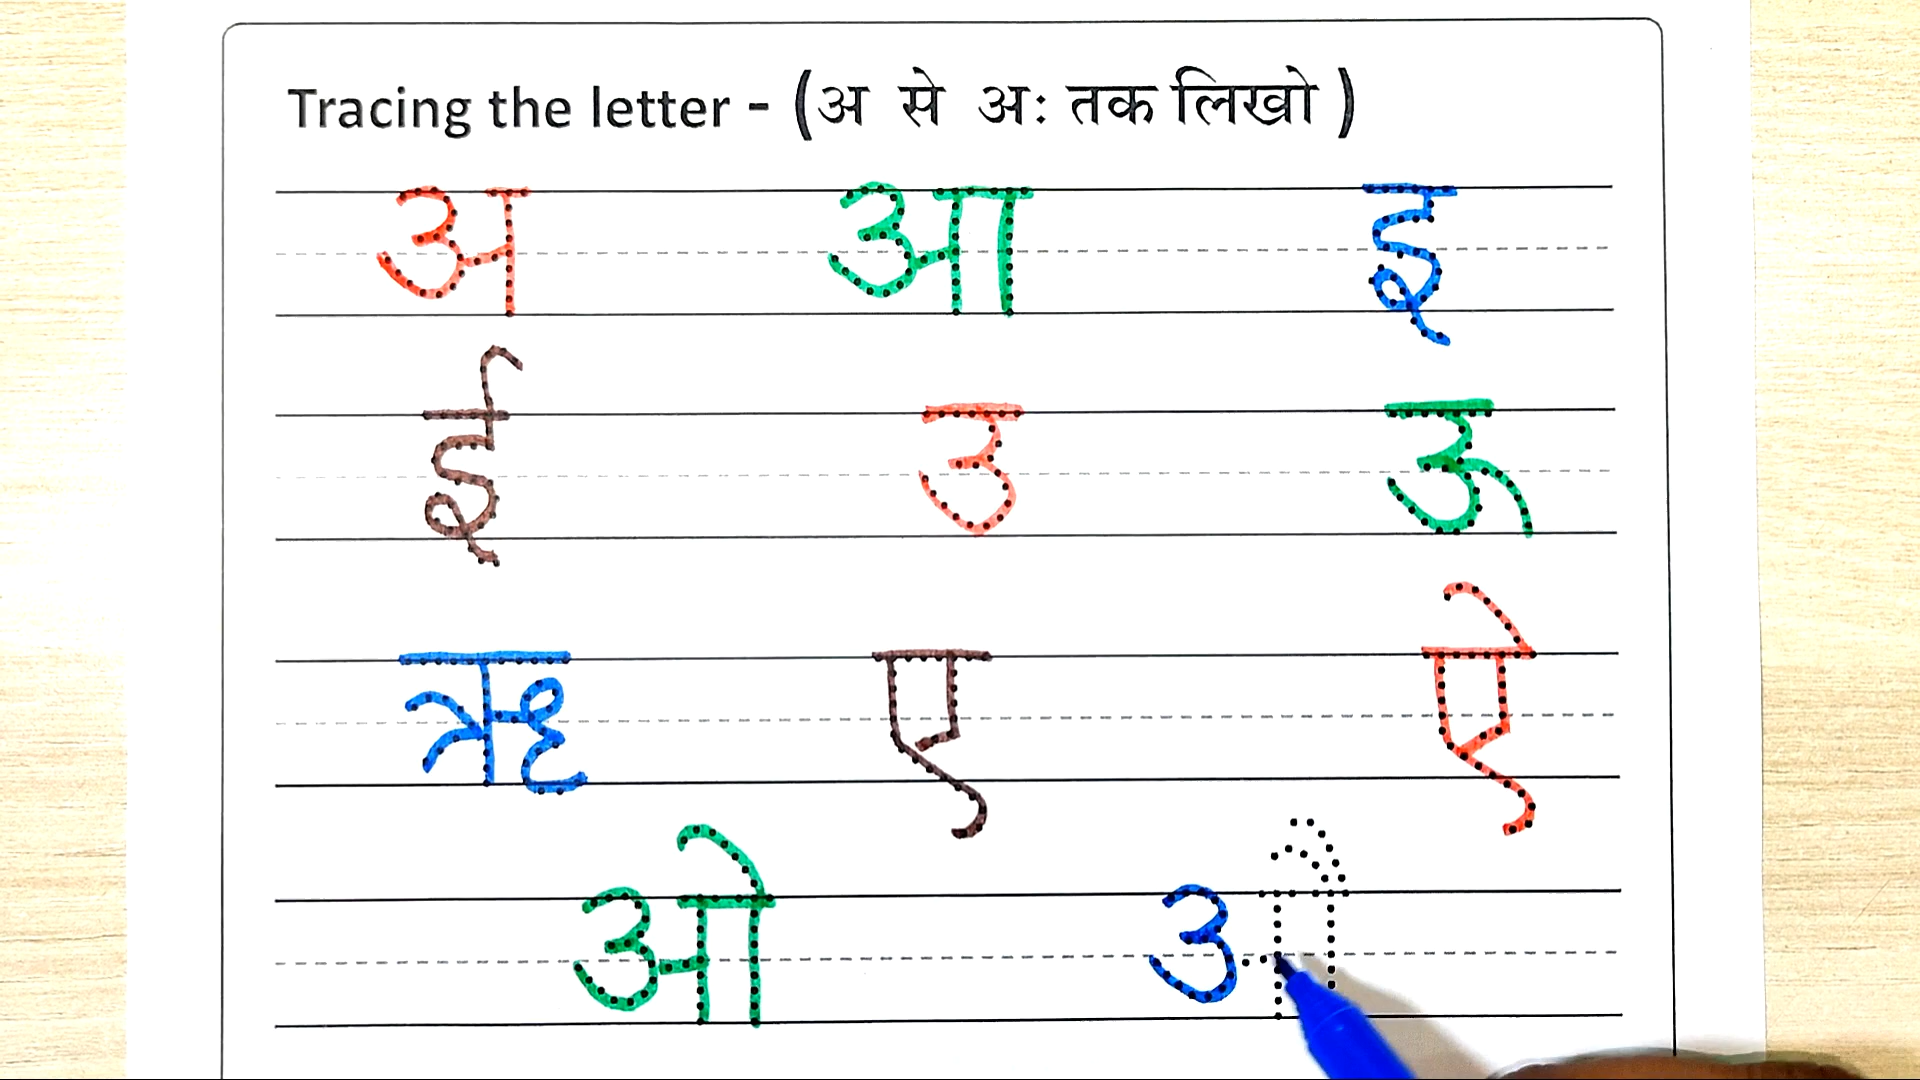 Tracing the letter - (अ से अः तक लिखो )
अ आ इ
ई उ ऊ
ऋ ए ऐ
ओ औ